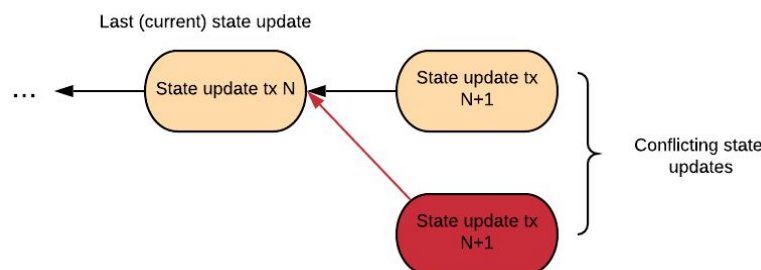 Last (current) state update
...
State update tx N
State update tx
N+1
Conflicting state
updates
State update tx
N+1